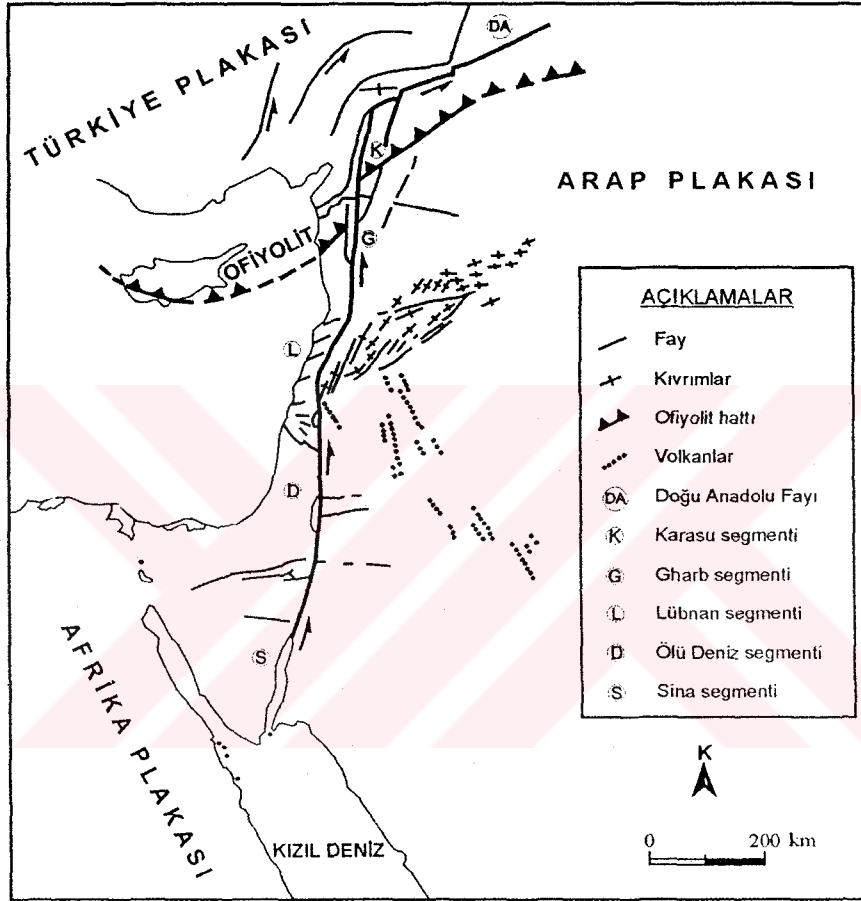 DA
TÜRKİYE PLAKASI
K
ARAP PLAKASI
OFİYOLİT
G
L
D
S
AFRİKA PLAKASI
KIZIL DENİZ
AÇIKLAMALAR
Fay
Kıvrımlar
Ofiyolit hattı
Volkanlar
DA Doğu Anadolu Fayı
K Karasu segmenti
G Gharb segmenti
L Lübnan segmenti
D Ölü Deniz segmenti
S Sina segmenti
K
0 200 km